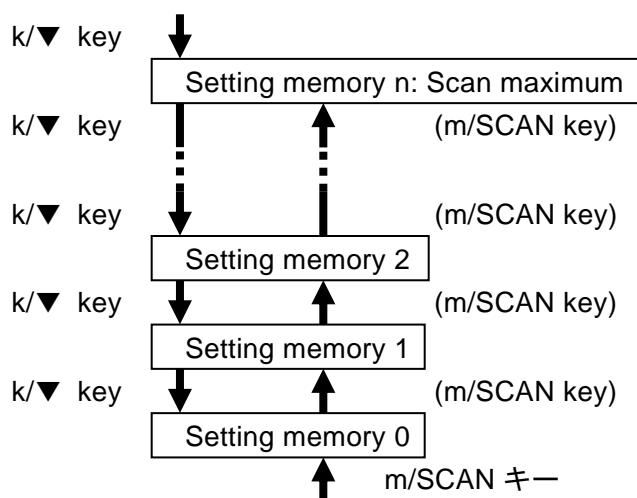 k/▼ key
Setting memory n: Scan maximum
k/▼ key (m/SCAN key)
k/▼ key (m/SCAN key)
Setting memory 2
k/▼ key (m/SCAN key)
Setting memory 1
k/▼ key (m/SCAN key)
Setting memory 0
m/SCAN キー